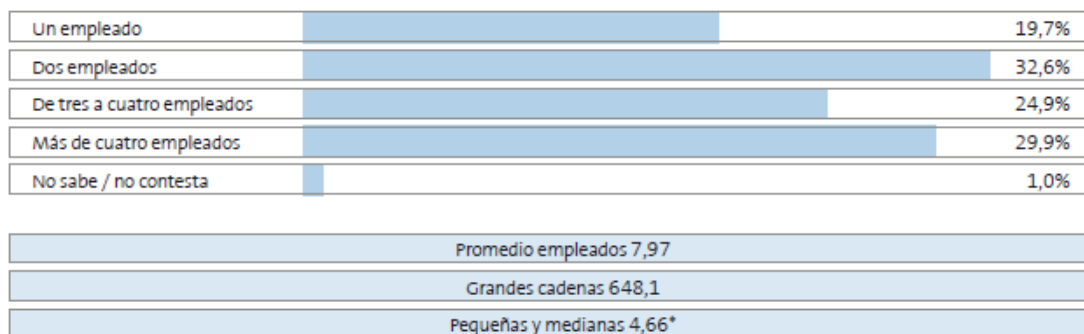 Un empleado 19,7%
Dos empleados 32,6%
De tres a cuatro empleados 24,9%
Más de cuatro empleados 29,9%
No sabe / no contesta 1,0%
Promedio empleados 7,97
Grandes cadenas 648,1
Pequeñas y medianas 4,66*